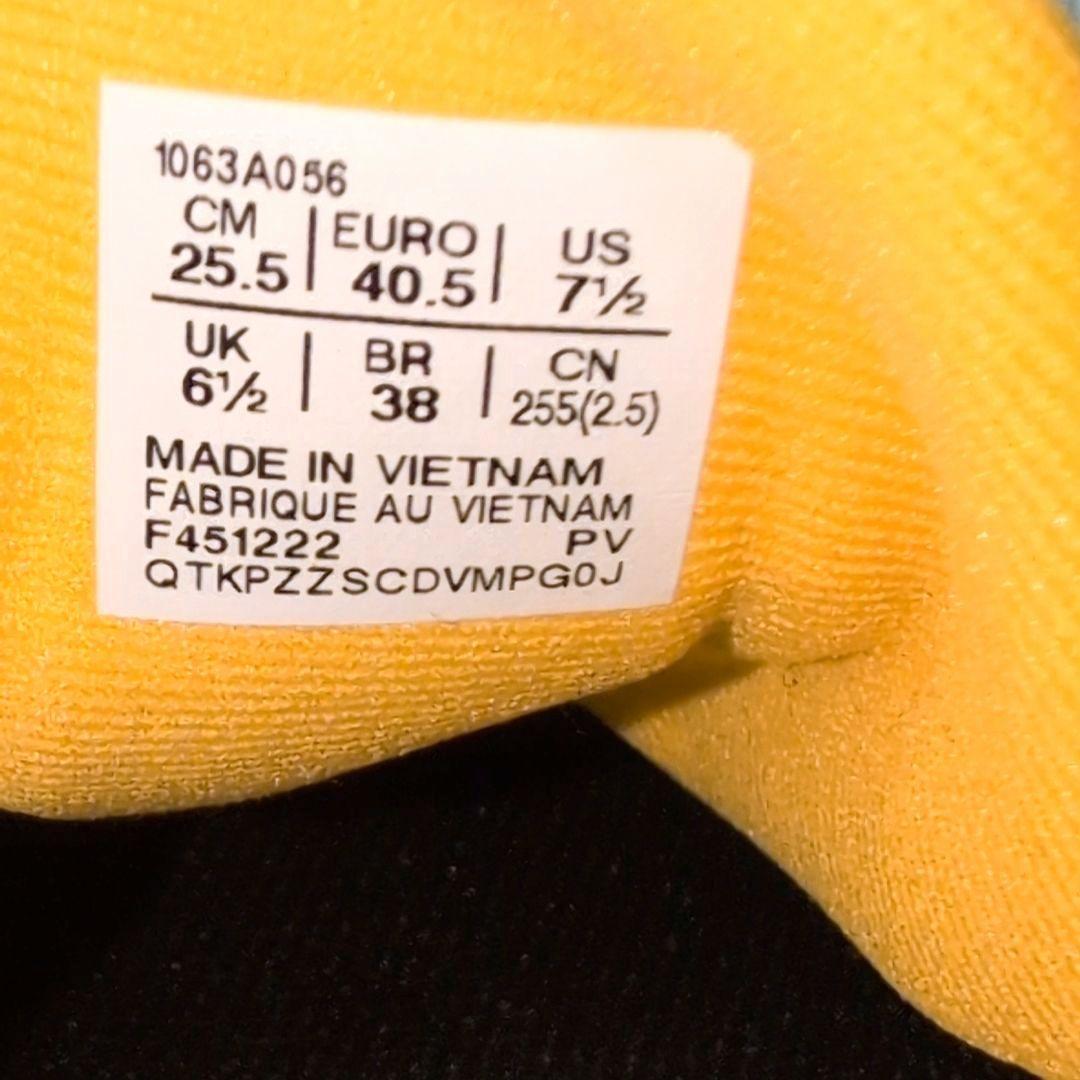 1063A056
CM | EURO | US
25.5 | 40.5 | 7½
UK | BR | CN
6½ | 38 | 255(2.5)
MADE IN VIETNAM
FABRIQUE AU VIETNAM
F451222 PV
QTKPZZSCDVMPG0J